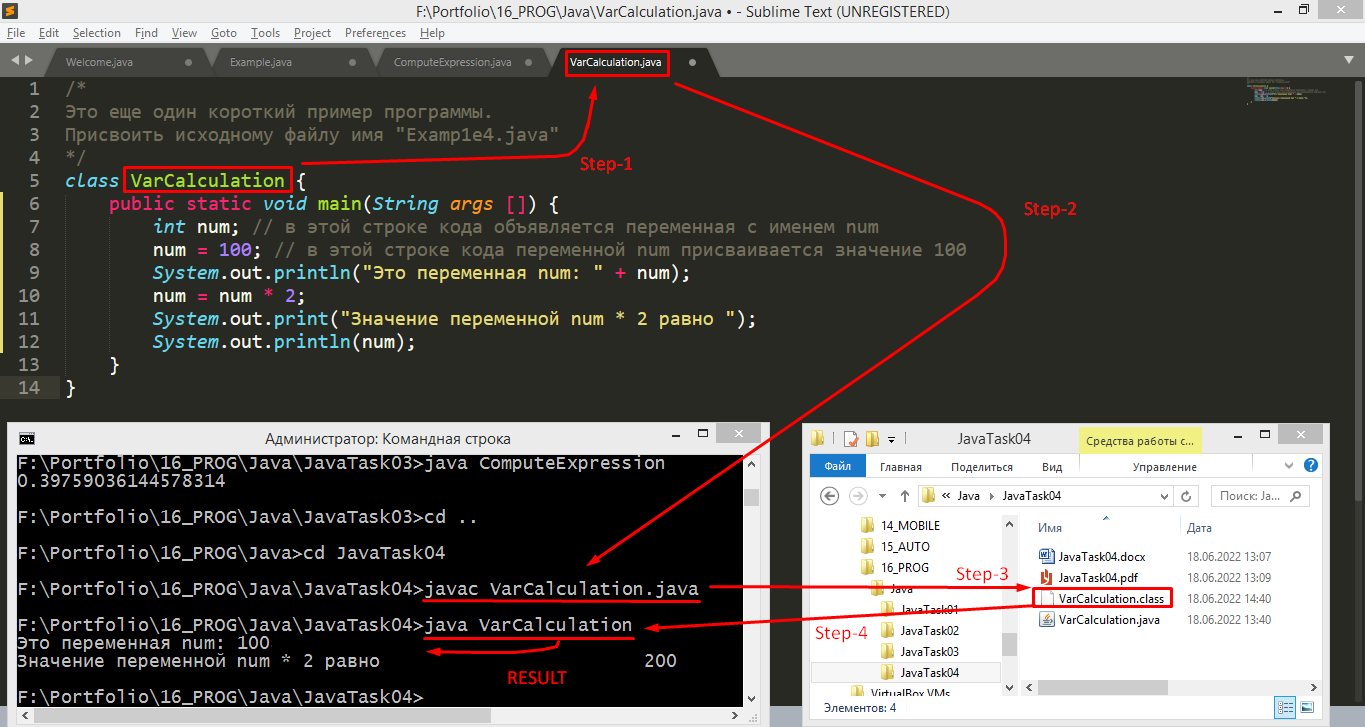 F:\Portfolio\16_PROG\Java\VarCalculation.java • - Sublime Text (UNREGISTERED)
File Edit Selection Find View Goto Tools Project Preferences Help
Welcome.java Example.java ComputeExpression.java VarCalculation.java
1 /*
2 Это еще один короткий пример программы.
3 Присвоить исходному файлу имя "Examp1e4.java"
4 */
Step-1
5 class VarCalculation {
6 public static void main(String args []) {
Step-2
7 int num; // в этой строке кода объявляется переменная с именем num
8 num = 100; // в этой строке кода переменной num присваивается значение 100
9 System.out.println("Это переменная num: " + num);
10 num = num * 2;
11 System.out.print("Значение переменной num * 2 равно ");
12 System.out.println(num);
13 }
14 }
Администратор: Командная строка
F:\Portfolio\16_PROG\Java\JavaTask03>java ComputeExpression
0.39759036144578314
F:\Portfolio\16_PROG\Java\JavaTask03>cd ..
F:\Portfolio\16_PROG\Java>cd JavaTask04
F:\Portfolio\16_PROG\Java\JavaTask04>javac VarCalculation.java
F:\Portfolio\16_PROG\Java\JavaTask04>java VarCalculation
Это переменная num: 100
Значение переменной num * 2 равно 200
RESULT
F:\Portfolio\16_PROG\Java\JavaTask04>
Step-3
Step-4
JavaTask04 Средства работы с...
Файл Главная Поделиться Вид Управление
« Java JavaTask04 Поиск: Ja...
14_MOBILE
15_AUTO
16_PROG
Java
JavaTask01
JavaTask02
JavaTask03
JavaTask04
VirtualBox VMs
Имя Дата
JavaTask04.docx 18.06.2022 13:07
JavaTask04.pdf 18.06.2022 13:09
VarCalculation.class 18.06.2022 14:40
VarCalculation.java 18.06.2022 13:40
Элементов: 4